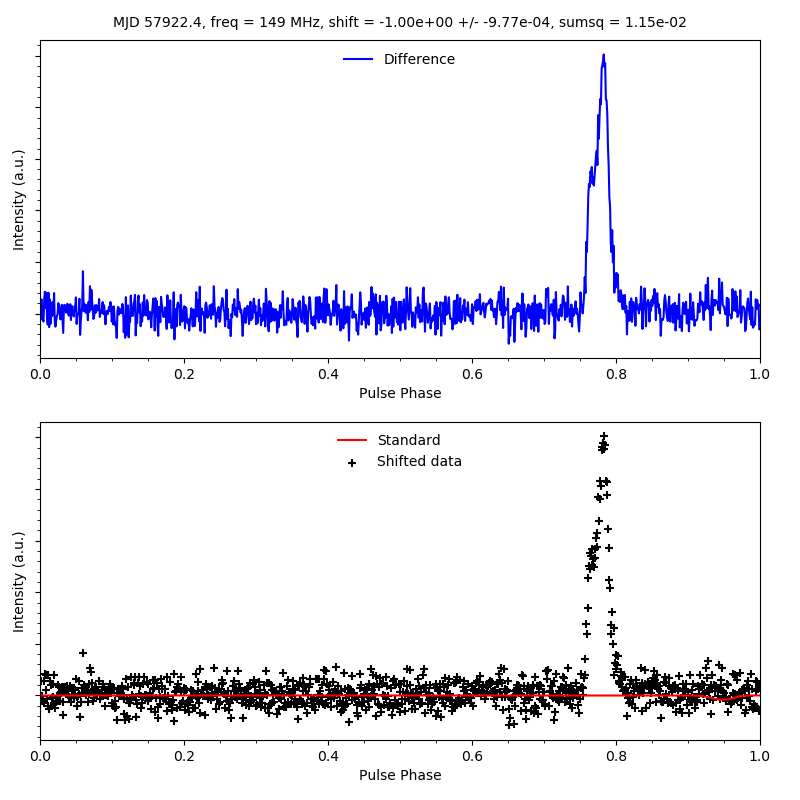 MJD 57922.4, freq = 149 MHz, shift = -1.00e+00 +/- -9.77e-04, sumsq = 1.15e-02
Difference
Intensity (a.u.)
0.0 0.2 0.4 0.6 0.8 1.0
Pulse Phase
Standard
Shifted data
Intensity (a.u.)
0.0 0.2 0.4 0.6 0.8 1.0
Pulse Phase